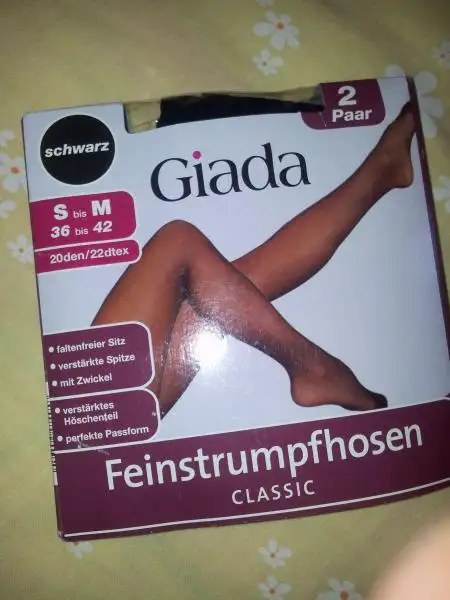 2
Paar
schwarz
Giada
S bis M
36 bis 42
20den/22dtex
• faltenfreier Sitz
• verstärkte Spitze
• mit Zwickel
• verstärktes
Höschenteil
• perfekte Passform
Feinstrumpfhosen
CLASSIC